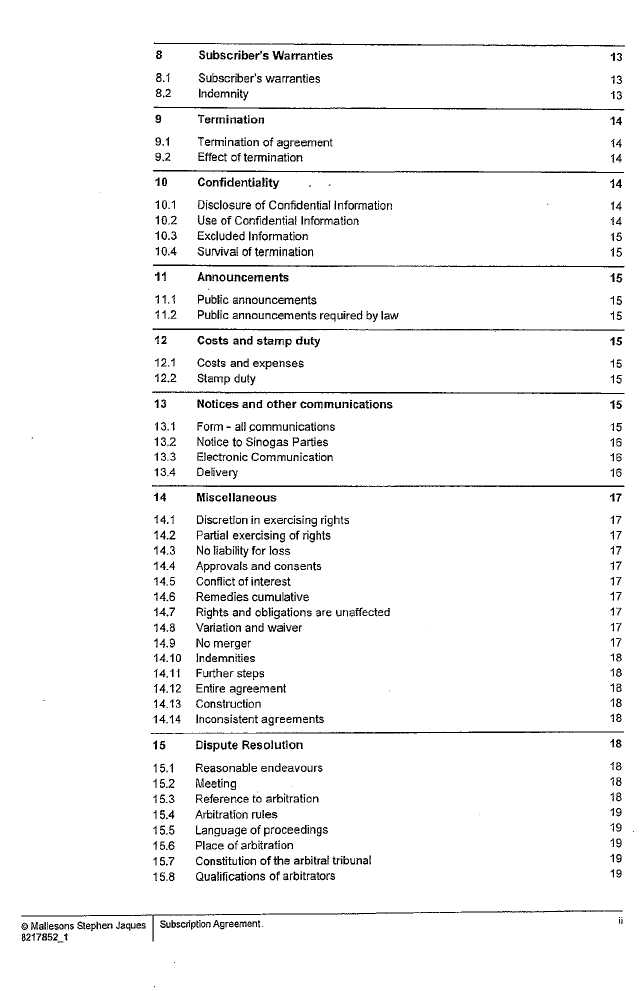 8 Subscriber's Warranties 13
8.1 Subscriber's warranties 13
8.2 Indemnity 13
9 Termination 14
9.1 Termination of agreement 14
9.2 Effect of termination 14
10 Confidentiality 14
10.1 Disclosure of Confidential Information 14
10.2 Use of Confidential Information 14
10.3 Excluded Information 15
10.4 Survival of termination 15
11 Announcements 15
11.1 Public announcements 15
11.2 Public announcements required by law 15
12 Costs and stamp duty 15
12.1 Costs and expenses 15
12.2 Stamp duty 15
13 Notices and other communications 15
13.1 Form - all communications 15
13.2 Notice to Sinogas Parties 16
13.3 Electronic Communication 16
13.4 Delivery 16
14 Miscellaneous 17
14.1 Discretion in exercising rights 17
14.2 Partial exercising of rights 17
14.3 No liability for loss 17
14.4 Approvals and consents 17
14.5 Conflict of interest 17
14.6 Remedies cumulative 17
14.7 Rights and obligations are unaffected 17
14.8 Variation and waiver 17
14.9 No merger 17
14.10 Indemnities 18
14.11 Further steps 18
14.12 Entire agreement 18
14.13 Construction 18
14.14 Inconsistent agreements 18
15 Dispute Resolution 18
15.1 Reasonable endeavours 18
15.2 Meeting 18
15.3 Reference to arbitration 18
15.4 Arbitration rules 19
15.5 Language of proceedings 19
15.6 Place of arbitration 19
15.7 Constitution of the arbitral tribunal 19
15.8 Qualifications of arbitrators 19
© Mallesons Stephen Jaques Subscription Agreement ii
8217852_1